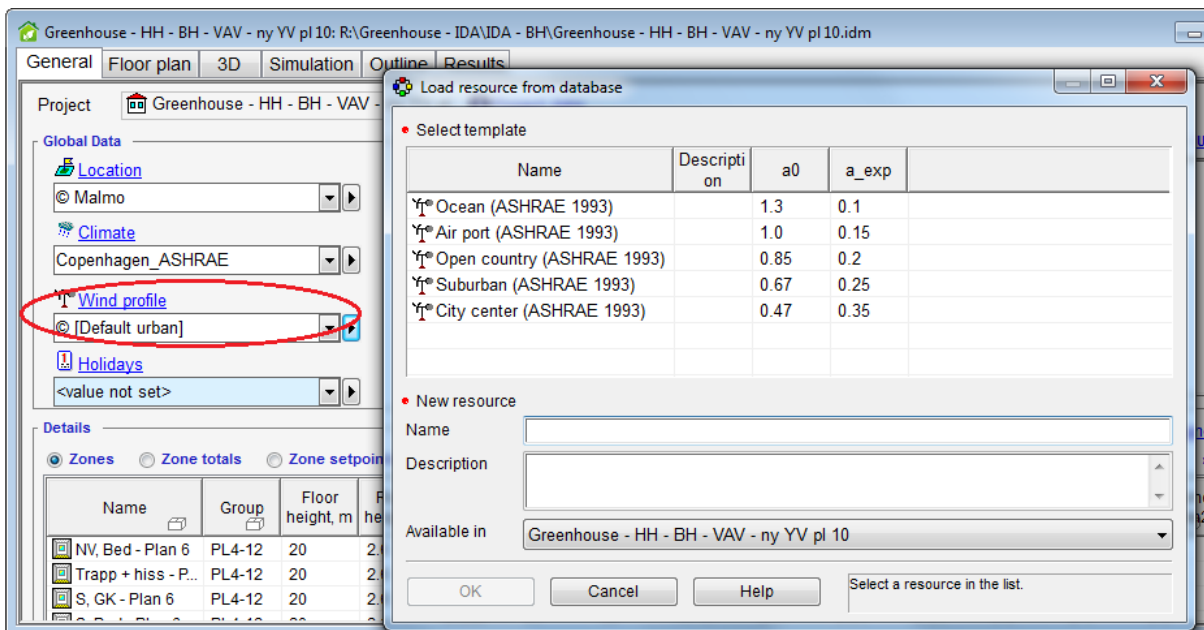 Greenhouse - HH - BH - VAV - ny YV pl 10: R:\Greenhouse - IDA\IDA - BH\Greenhouse - HH - BH - VAV - ny YV pl 10.idm
General Floor plan 3D Simulation Outline Results
Project Greenhouse - HH - BH - VAV -
Global Data
Location
© Malmo
Climate
Copenhagen_ASHRAE
Wind profile
© [Default urban]
Holidays
<value not set>
Details
Zones Zone totals Zone setpoin
Name Group Floor height, m
NV, Bed - Plan 6 PL4-12 20
Trapp + hiss - P... PL4-12 20
S, GK - Plan 6 PL4-12 20
Load resource from database
Select template
Name Descripti on a0 a_exp
Ocean (ASHRAE 1993) 1.3 0.1
Air port (ASHRAE 1993) 1.0 0.15
Open country (ASHRAE 1993) 0.85 0.2
Suburban (ASHRAE 1993) 0.67 0.25
City center (ASHRAE 1993) 0.47 0.35
New resource
Name
Description
Available in Greenhouse - HH - BH - VAV - ny YV pl 10
OK Cancel Help Select a resource in the list.